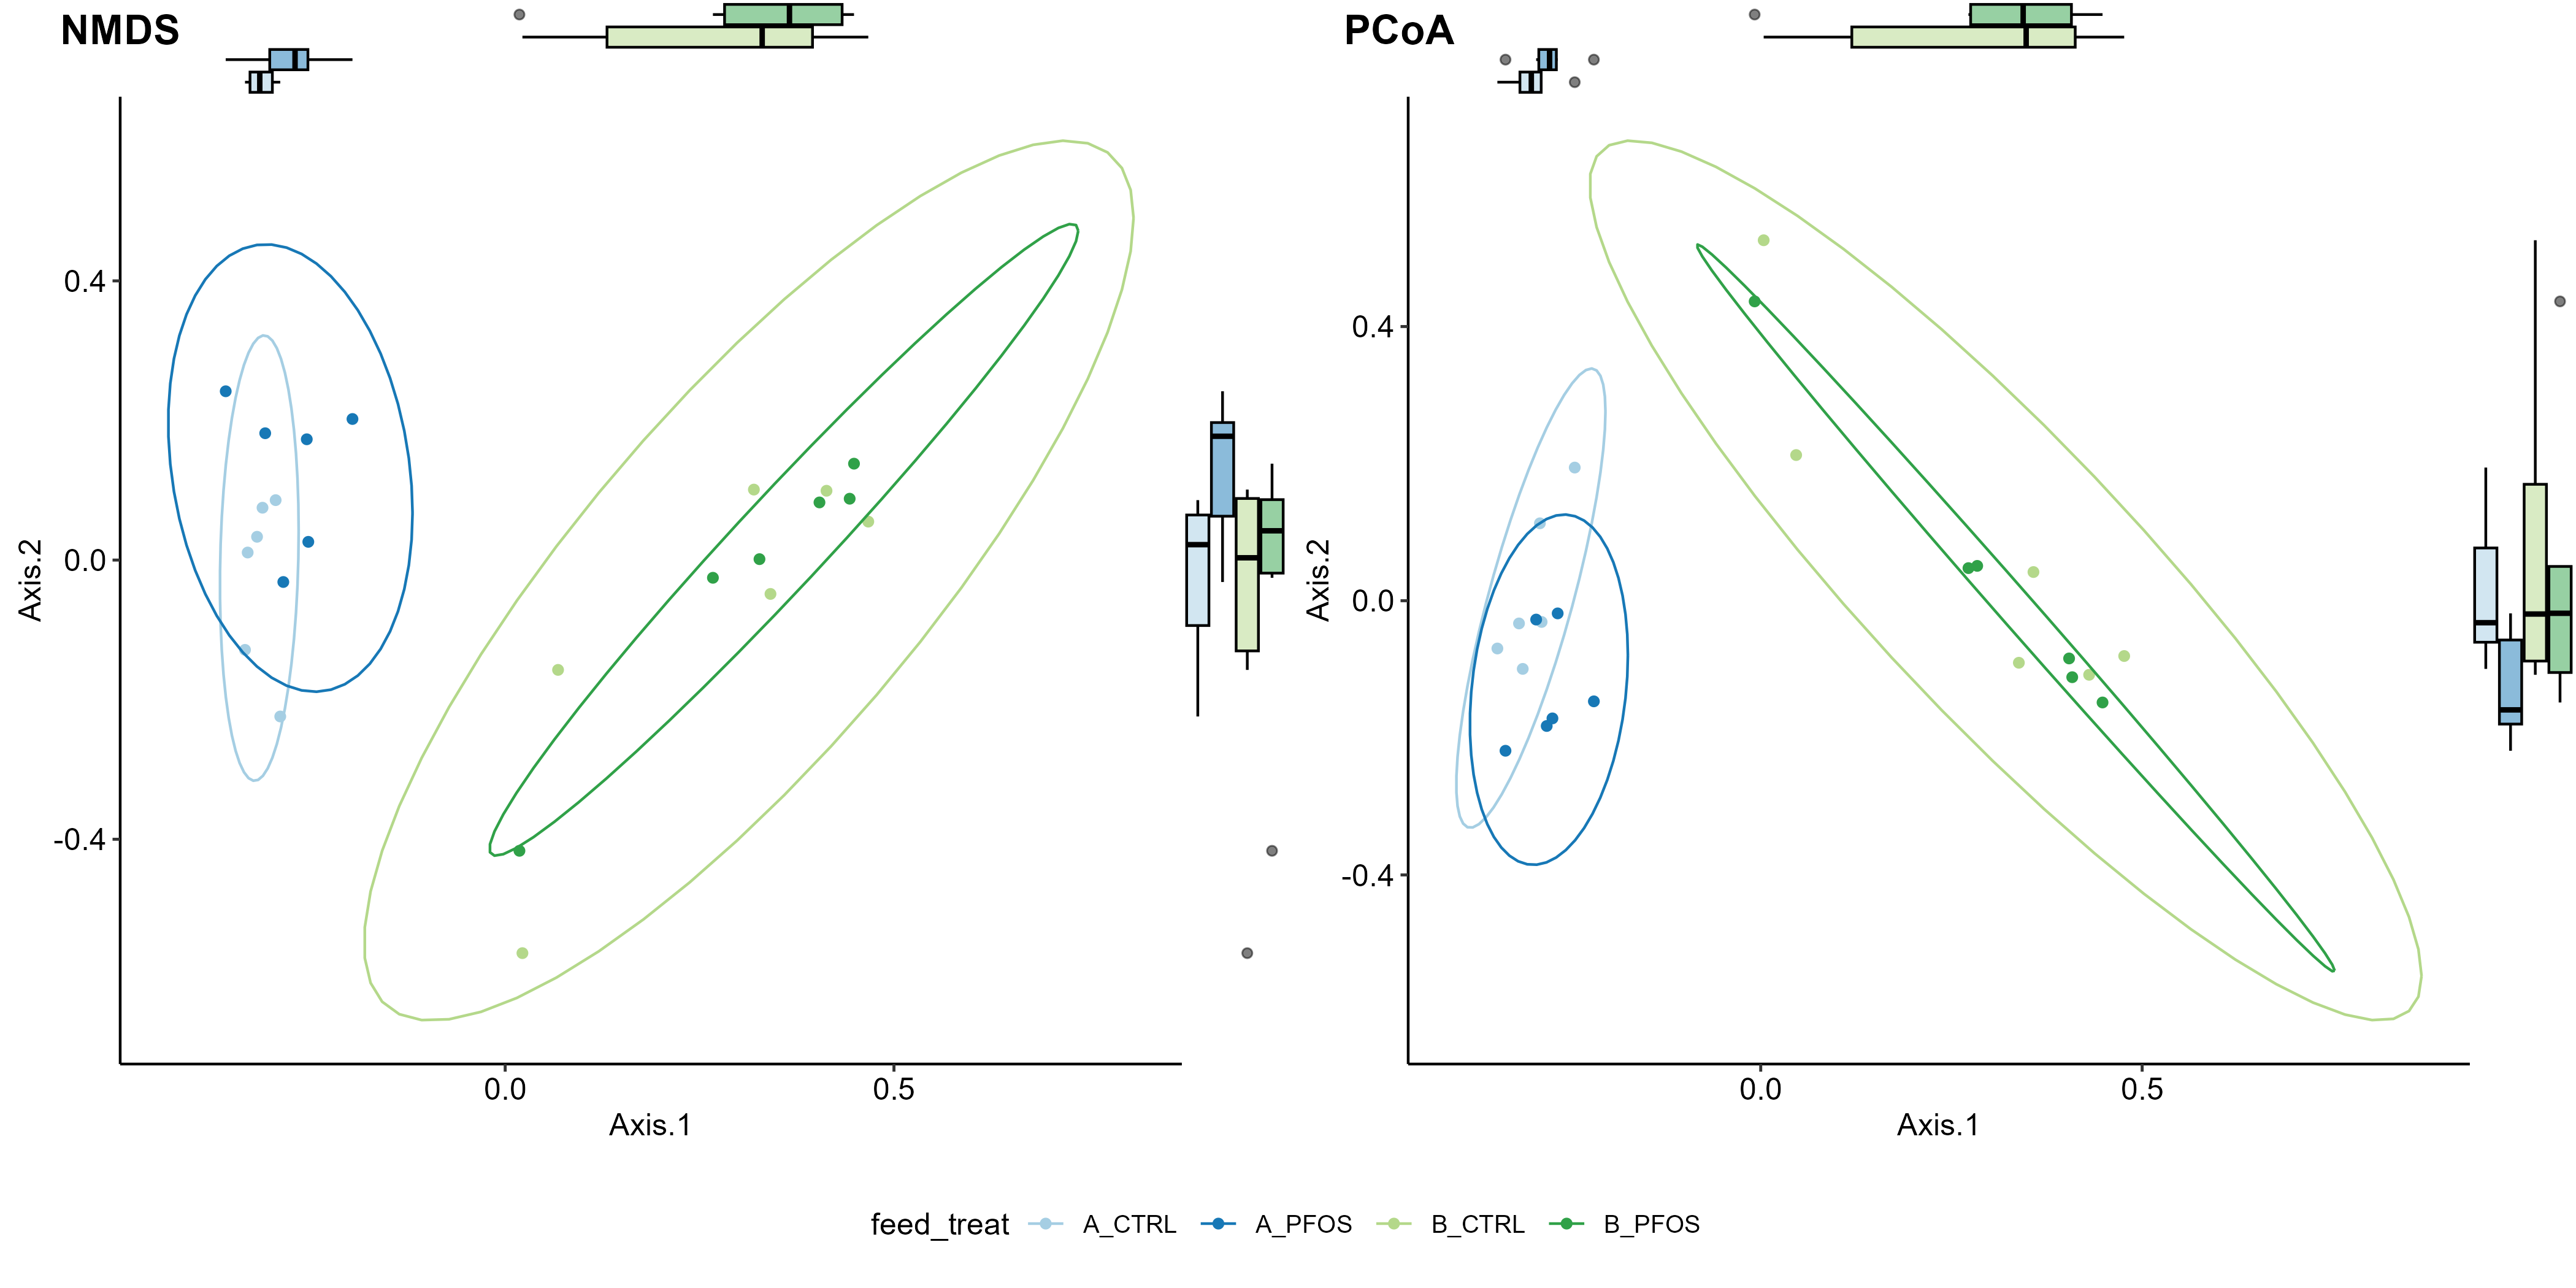 NMDS
0.4
0.0
-0.4
Axis.2
0.0 0.5
Axis.1
PCoA
0.4
0.0
-0.4
Axis.2
0.0 0.5
Axis.1
feed_treat A_CTRL A_PFOS B_CTRL B_PFOS